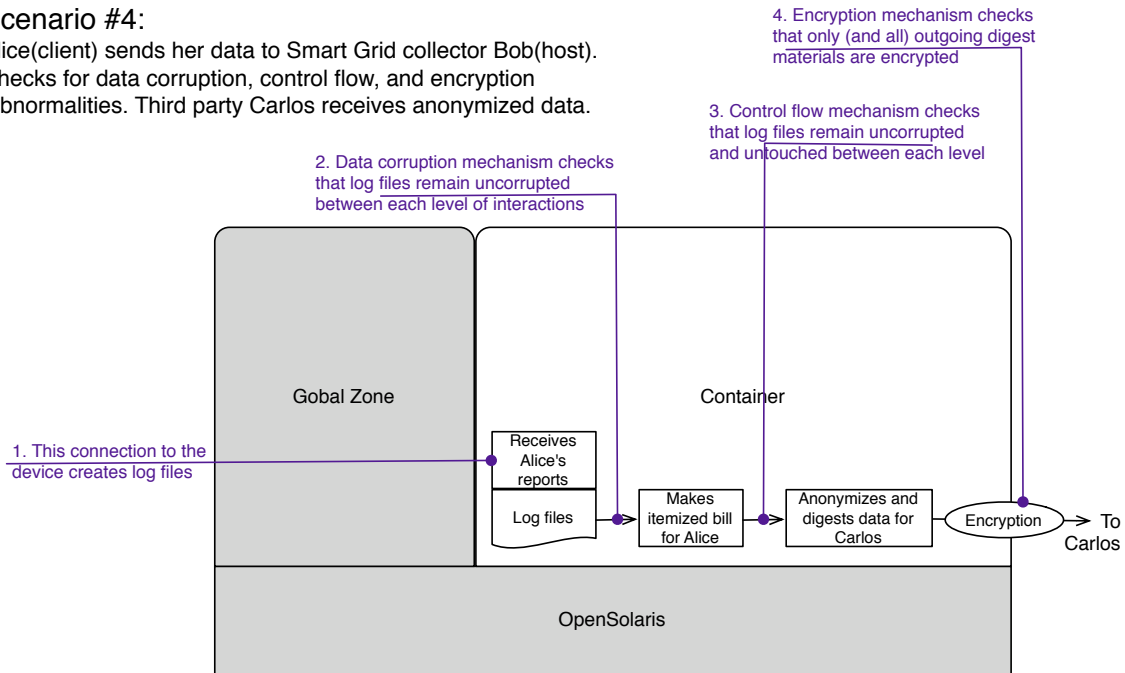 cenario #4:
lice(client) sends her data to Smart Grid collector Bob(host).
hecks for data corruption, control flow, and encryption
bnormalities. Third party Carlos receives anonymized data.
4. Encryption mechanism checks
that only (and all) outgoing digest
materials are encrypted
3. Control flow mechanism checks
that log files remain uncorrupted
and untouched between each level
2. Data corruption mechanism checks
that log files remain uncorrupted
between each level of interactions
Gobal Zone
Container
1. This connection to the
device creates log files
Receives
Alice's
reports
Log files
Makes
itemized bill
for Alice
Anonymizes and
digests data for
Carlos
Encryption
To
Carlos
OpenSolaris